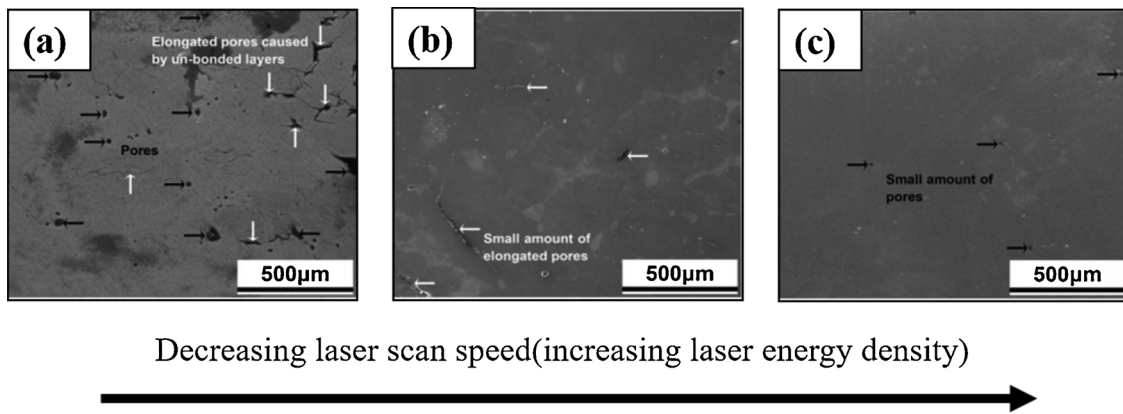 (a)
Elongated pores caused
by un-bonded layers
Pores
500μm
(b)
Small amount of
elongated pores
500μm
(c)
Small amount of
pores
500μm
Decreasing laser scan speed(increasing laser energy density)